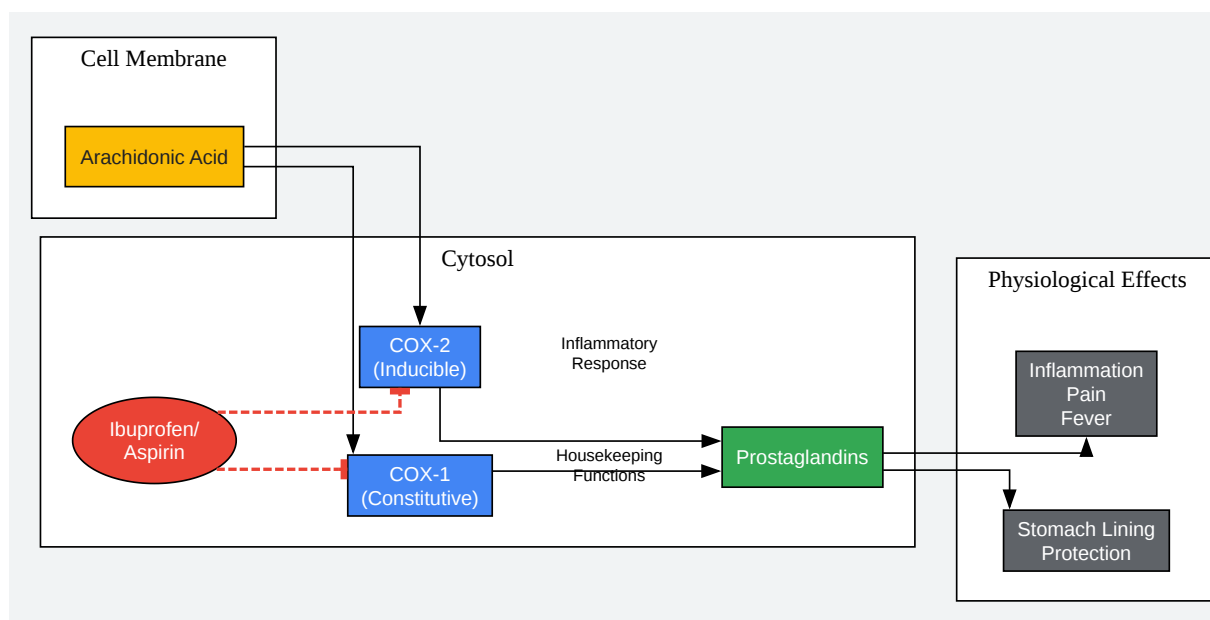 Cell Membrane
Arachidonic Acid
Cytosol
Physiological Effects
COX-2
(Inducible)
Inflammatory
Response
Inflammation
Pain
Fever
Ibuprofen/
Aspirin
COX-1
(Constitutive)
Housekeeping
Functions
Prostaglandins
Stomach Lining
Protection